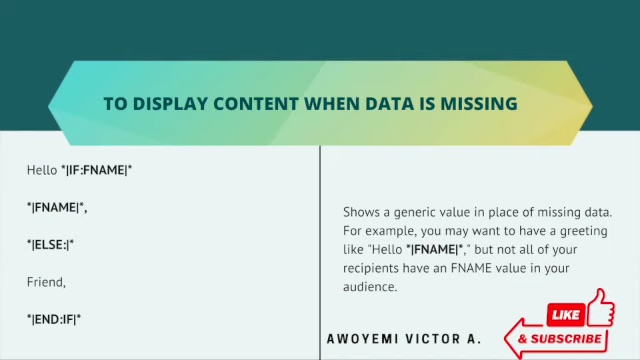 TO DISPLAY CONTENT WHEN DATA IS MISSING
Hello *|IF:FNAME|*
*|FNAME|*,
*|ELSE:|*
Friend,
*|END:IF|*
Shows a generic value in place of missing data.
For example, you may want to have a greeting
like "Hello *|FNAME|*," but not all of your
recipients have an FNAME value in your
audience.
AWOYEMI VICTOR A.
LIKE
& SUBSCRIBE